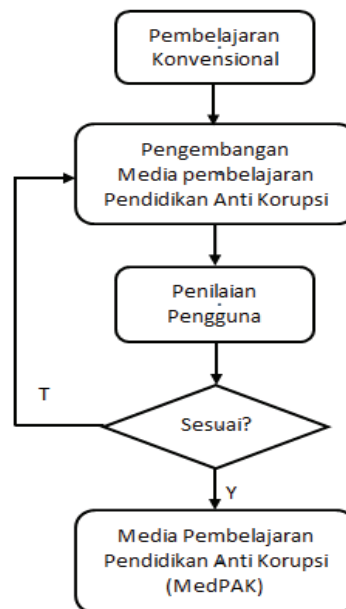 Pembelajaran
Konvensional
Pengembangan
Media pembelajaran
Pendidikan Anti Korupsi
Penilaian
Pengguna
Sesuai?
T
Y
Media Pembelajaran
Pendidikan Anti Korupsi
(MedPAK)